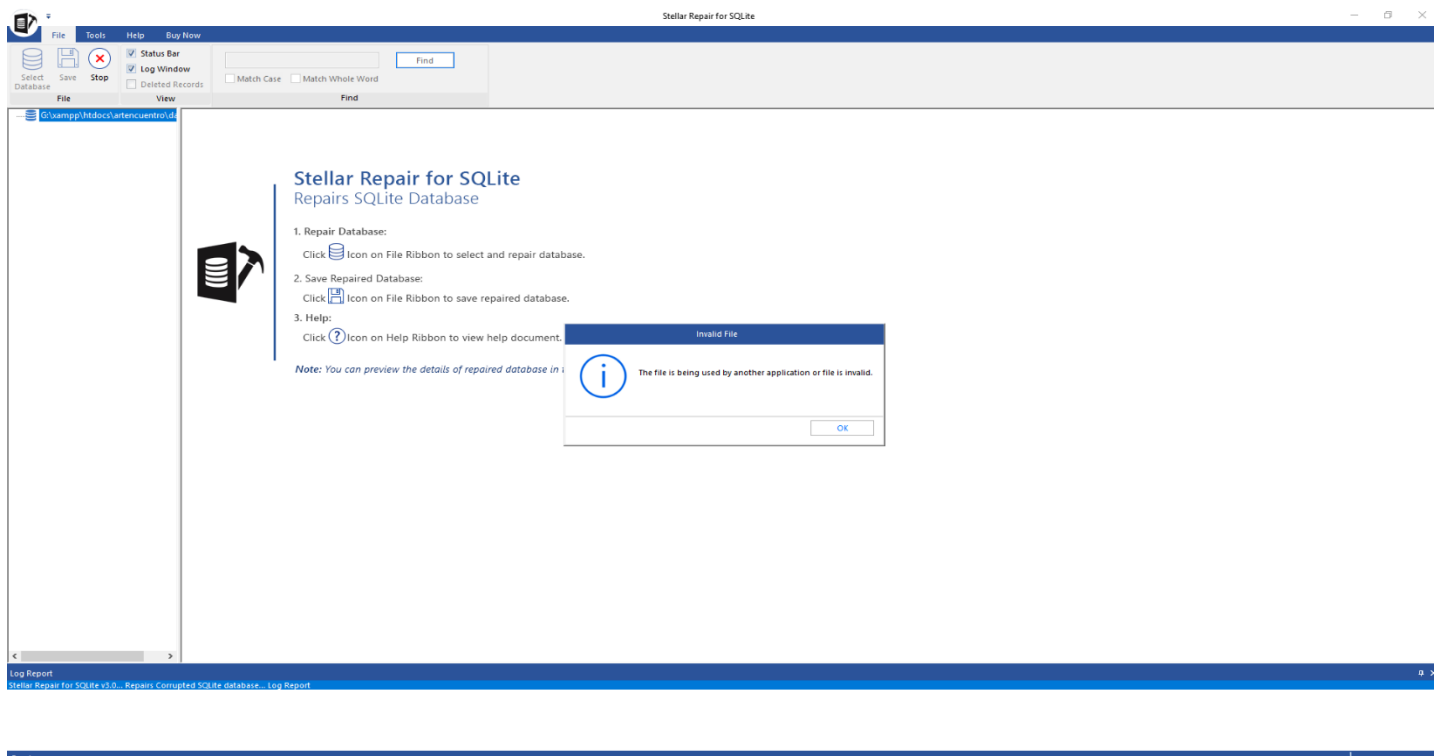 Stellar Repair for SQLite
File Tools Help Buy Now
Select Database
Save
Stop
Status Bar
Log Window
Deleted Records
Find
Match Case Match Whole Word
File View Find
G:\xampp\htdocs\artencuentro\da
Stellar Repair for SQLite
Repairs SQLite Database
1. Repair Database:
Click Icon on File Ribbon to select and repair database.
2. Save Repaired Database:
Click Icon on File Ribbon to save repaired database.
3. Help:
Click ? Icon on Help Ribbon to view help document.
Note: You can preview the details of repaired database in t
Invalid File
i
The file is being used by another application or file is invalid.
OK
Log Report
Stellar Repair for SQLite v3.0... Repairs Corrupted SQLite database... Log Report